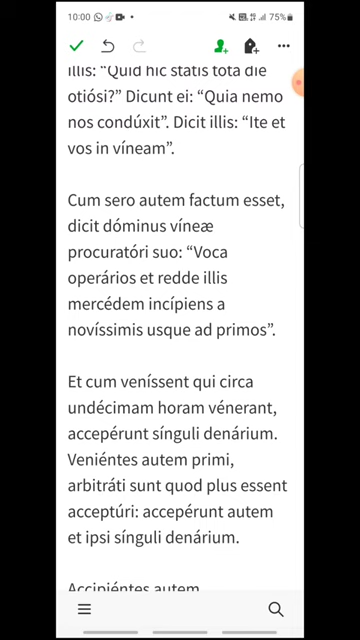 10:00
75%
illis: “Quid hic statis tota die
otiósi?” Dicunt ei: “Quia nemo
nos condúxit”. Dicit illis: “Ite et
vos in víneam”.
Cum sero autem factum esset,
dicit dóminus víneæ
procuratóri suo: “Voca
operários et redde illis
mercédem incípiens a
novíssimis usque ad primos”.
Et cum veníssent qui circa
undécimam horam vénerant,
accepérunt sínguli denárium.
Veniéntes autem primi,
arbitráti sunt quod plus essent
acceptúri: accepérunt autem
et ipsi sínguli denárium.
Accipiéntes autem